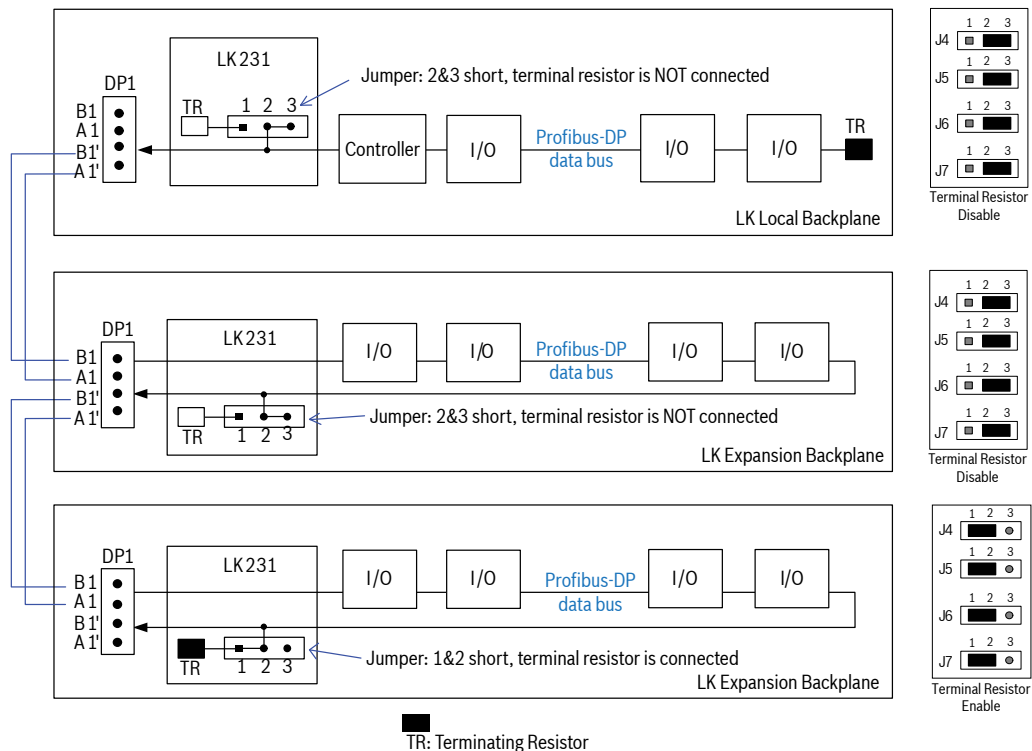 LK231
DP1
Jumper: 2&3 short, terminal resistor is NOT connected
TR
1 2 3
B1
A1
B1'
A1'
Controller
I/O
Profibus-DP
data bus
I/O
I/O
TR
LK Local Backplane
1 2 3
J4
1 2 3
J5
1 2 3
J6
1 2 3
J7
Terminal Resistor
Disable
DP1
LK231
B1
A1
B1'
A1'
I/O
I/O
Profibus-DP
data bus
I/O
I/O
TR
1 2 3
Jumper: 2&3 short, terminal resistor is NOT connected
LK Expansion Backplane
1 2 3
J4
1 2 3
J5
1 2 3
J6
1 2 3
J7
Terminal Resistor
Disable
DP1
LK231
B1
A1
B1'
A1'
I/O
I/O
Profibus-DP
data bus
I/O
I/O
TR
1 2 3
Jumper: 1&2 short, terminal resistor is connected
LK Expansion Backplane
1 2 3
J4
1 2 3
J5
1 2 3
J6
1 2 3
J7
Terminal Resistor
Enable
TR: Terminating Resistor